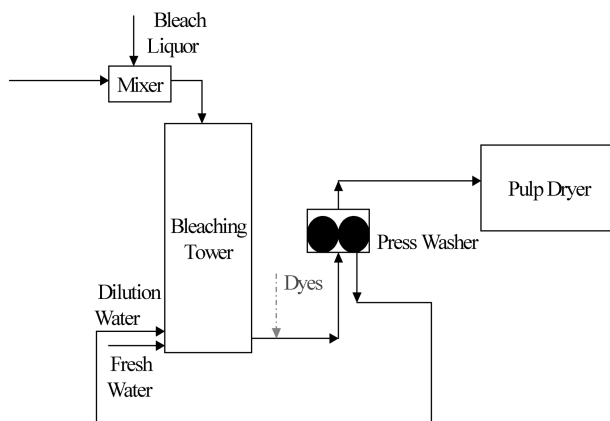 Bleach
Liquor
Mixer
Pulp Dryer
Bleaching
Tower
Press Washer
Dyes
Dilution
Water
Fresh
Water